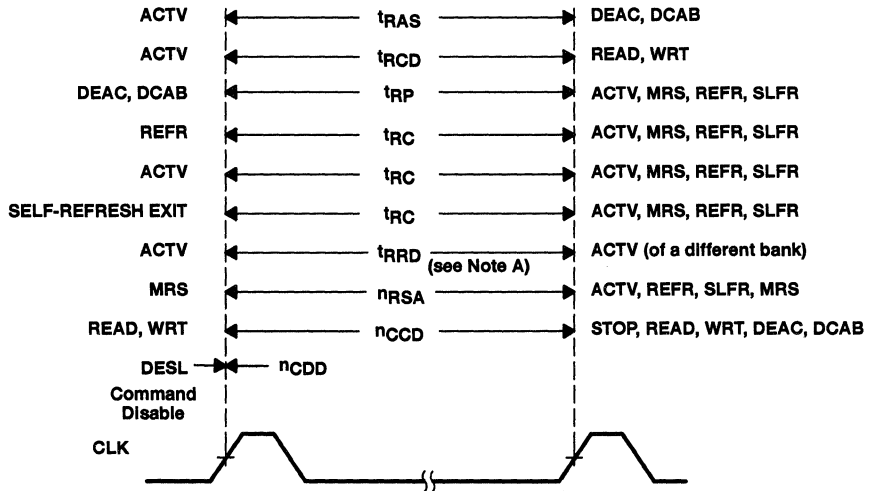 ACTV tRAS DEAC, DCAB
ACTV tRCD READ, WRT
DEAC, DCAB tRP ACTV, MRS, REFR, SLFR
REFR tRC ACTV, MRS, REFR, SLFR
ACTV tRC ACTV, MRS, REFR, SLFR
SELF-REFRESH EXIT tRC ACTV, MRS, REFR, SLFR
ACTV tRRD (see Note A) ACTV (of a different bank)
MRS nRSA ACTV, REFR, SLFR, MRS
READ, WRT nCCD STOP, READ, WRT, DEAC, DCAB
DESL nCDD
Command
Disable
CLK